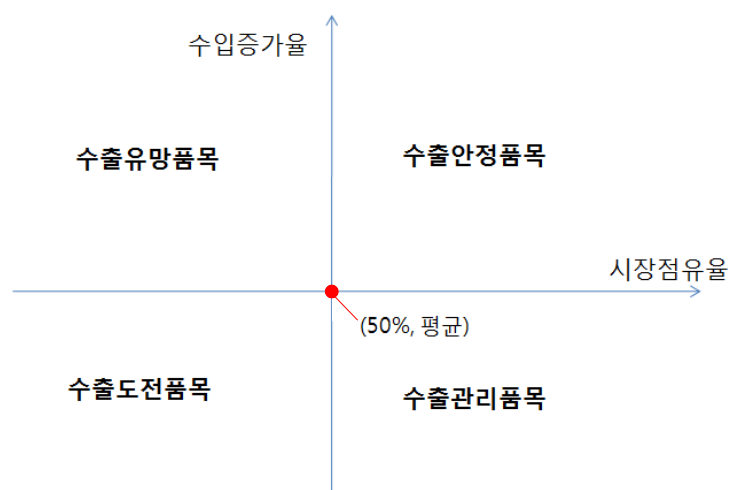 수입증가율
수출유망품목
수출안정품목
시장점유율
(50%, 평균)
수출도전품목
수출관리품목